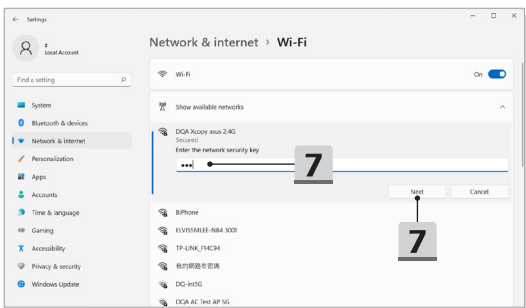 Settings
z
Local Account
Find a setting
System
Bluetooth & devices
Network & internet
Personalization
Apps
Accounts
Time & language
Gaming
Accessibility
Privacy & security
Windows Update
Network & internet > Wi-Fi
Wi-Fi
On
Show available networks
DQA Xcopy asus 2.4G
Secured
Enter the network security key
•••
7
Next
Cancel
7
BiPhone
ELVISSMLEE-NB4 3001
TP-LINK_F14C94
我的網路有密碼
DQ-int5G
DQA AC Test AP 5G